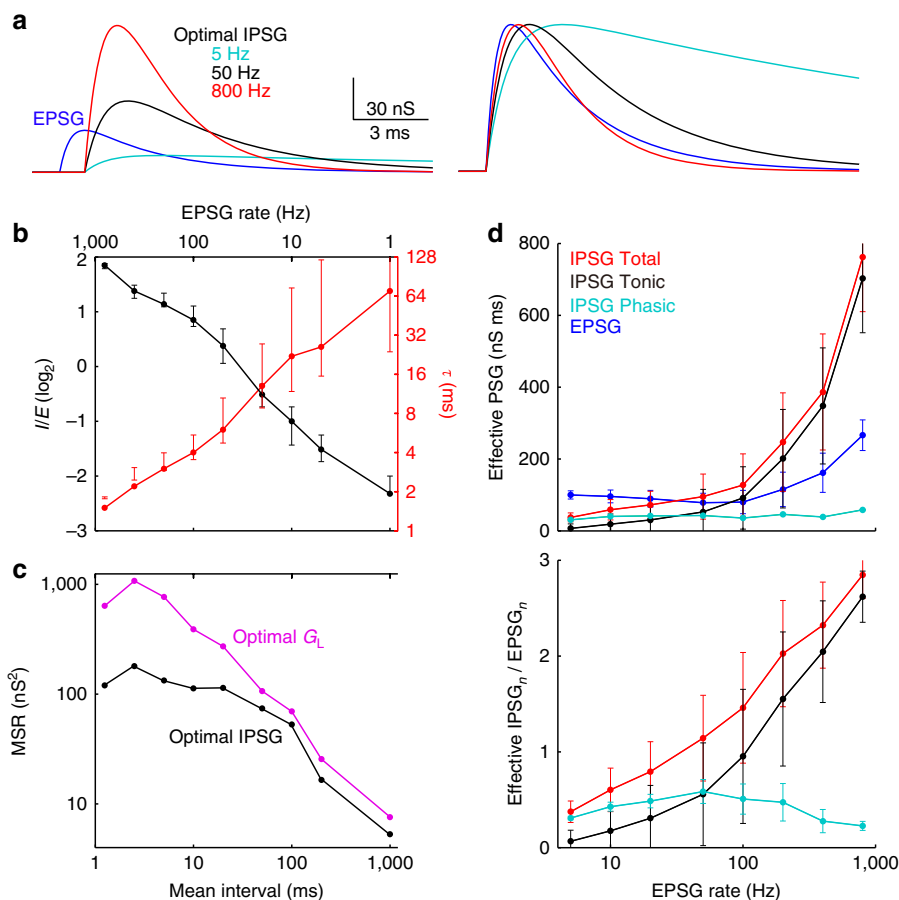 a
Optimal IPSG
5 Hz
50 Hz
800 Hz
EPSG
30 nS
3 ms
b
EPSG rate (Hz)
1,000 100 10 1
2
1
0
−1
−2
−3
I/E (log2)
128
64
32
16
8
4
2
1
τ (ms)
c
1,000
100
10
MSR (nS²)
Optimal GL
Optimal IPSG
1 10 100 1,000
Mean interval (ms)
d
IPSG Total
IPSG Tonic
IPSG Phasic
EPSG
800
600
400
200
0
Effective PSG (nS ms)
3
2
1
0
Effective IPSGn / EPSGn
10 100 1,000
EPSG rate (Hz)